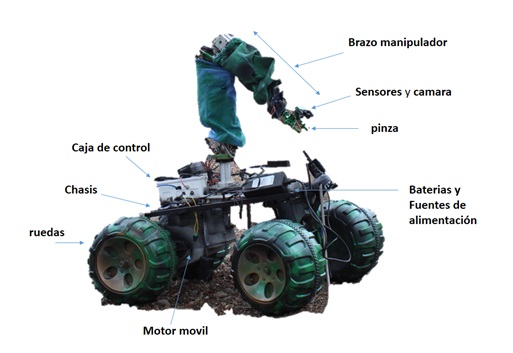 Brazo manipulador
Sensores y camara
pinza
Caja de control
Chasis
Baterias y
Fuentes de
alimentación
ruedas
Motor movil